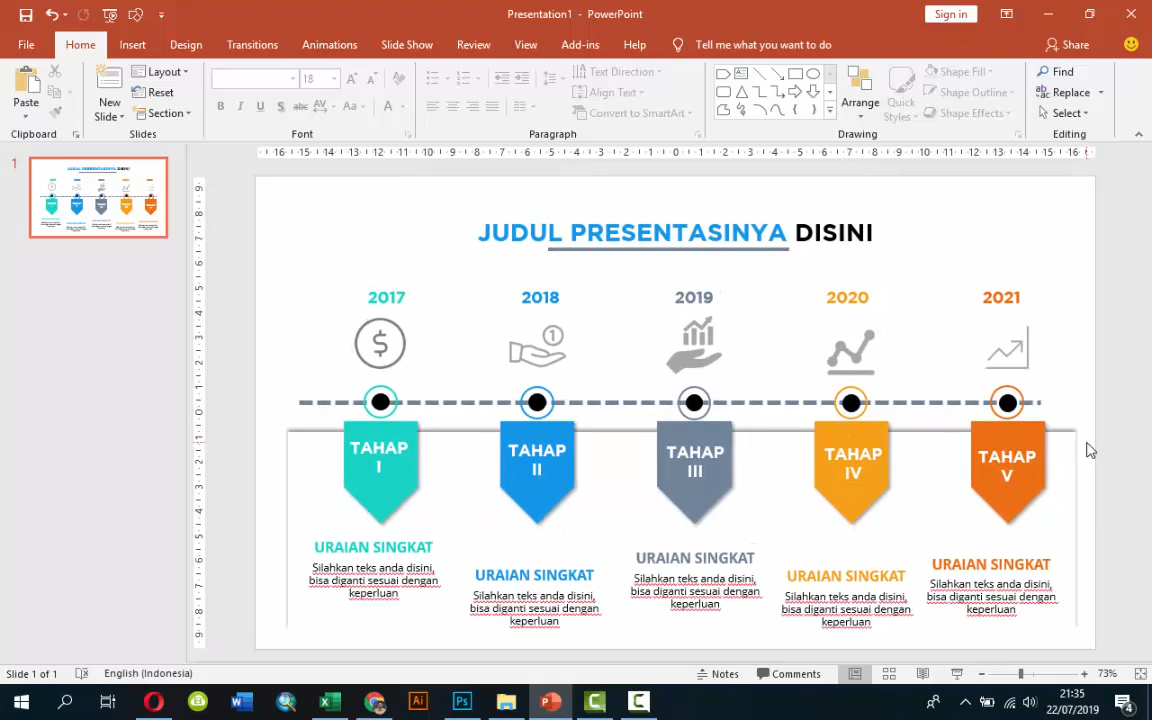 Presentation1 - PowerPoint
Sign in
File Home Insert Design Transitions Animations Slide Show Review View Add-ins Help Tell me what you want to do Share
Paste
Clipboard
New Slide
Layout
Reset
Section
Slides
18
B I U S abc AV Aa A
Font
Text Direction
Align Text
Convert to SmartArt
Paragraph
Arrange
Quick Styles
Shape Fill
Shape Outline
Shape Effects
Drawing
Find
Replace
Select
Editing
1
JUDUL PRESENTASINYA DISINI
2017 2018 2019 2020 2021
TAHAP I
TAHAP II
TAHAP III
TAHAP IV
TAHAP V
URAIAN SINGKAT
Silahkan teks anda disini,
bisa diganti sesuai dengan
keperluan
URAIAN SINGKAT
Silahkan teks anda disini,
bisa diganti sesuai dengan
keperluan
URAIAN SINGKAT
Silahkan teks anda disini,
bisa diganti sesuai dengan
keperluan
URAIAN SINGKAT
Silahkan teks anda disini,
bisa diganti sesuai dengan
keperluan
URAIAN SINGKAT
Silahkan teks anda disini,
bisa diganti sesuai dengan
keperluan
Slide 1 of 1 English (Indonesia) Notes Comments 73%
21:35
22/07/2019